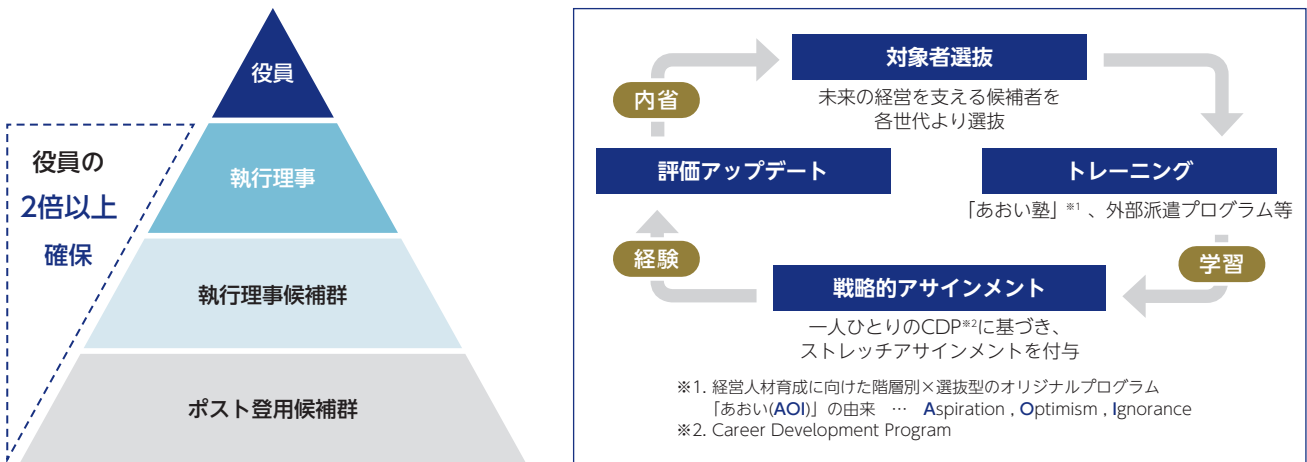 役員
執行理事
執行理事候補群
ポスト登用候補群
役員の
2倍以上
確保
対象者選抜
未来の経営を支える候補者を
各世代より選抜
内省
評価アップデート
トレーニング
「あおい塾」※1 、外部派遣プログラム等
経験
学習
戦略的アサインメント
一人ひとりのCDP※2に基づき、
ストレッチアサインメントを付与
※1. 経営人材育成に向けた階層別×選抜型のオリジナルプログラム
「あおい(AOI)」の由来 … Aspiration , Optimism , Ignorance
※2. Career Development Program